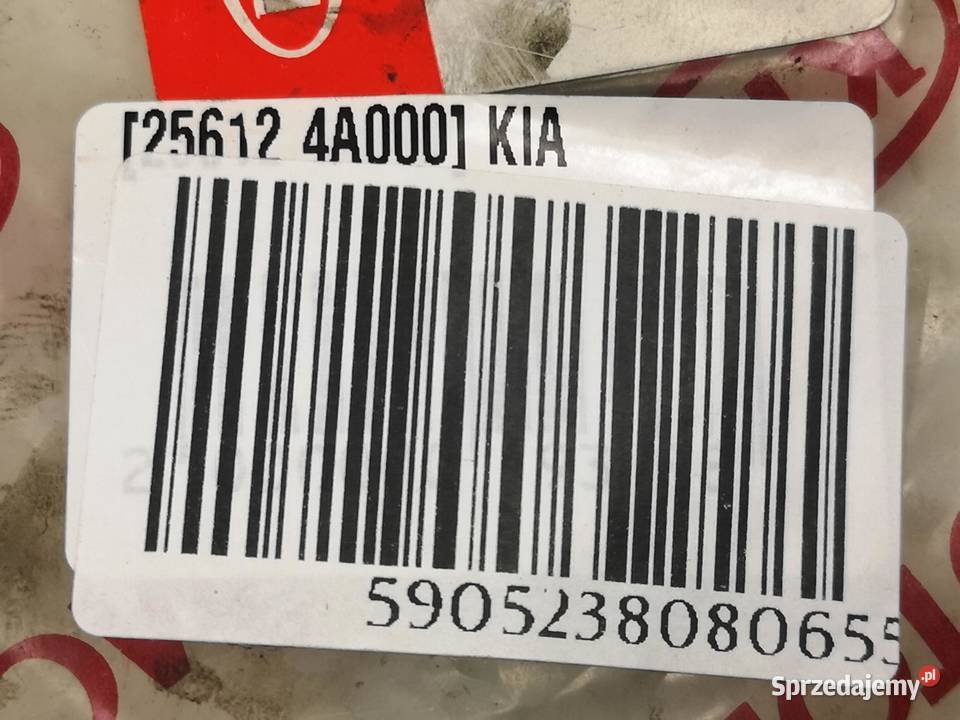 [25612 4A000] KIA
5905238080655
Sprzedajemy.pl